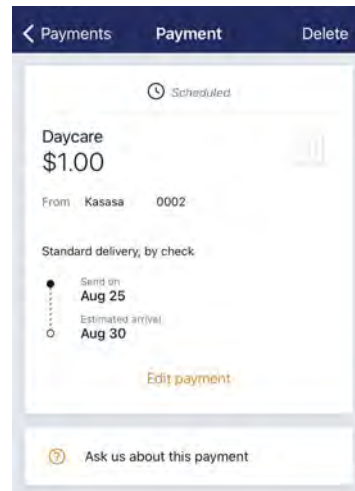 Payments Payment Delete
Scheduled
Daycare
$1.00
From Kasasa 0002
Standard delivery, by check
Send on
Aug 25
Estimated arrival
Aug 30
Edit payment
Ask us about this payment